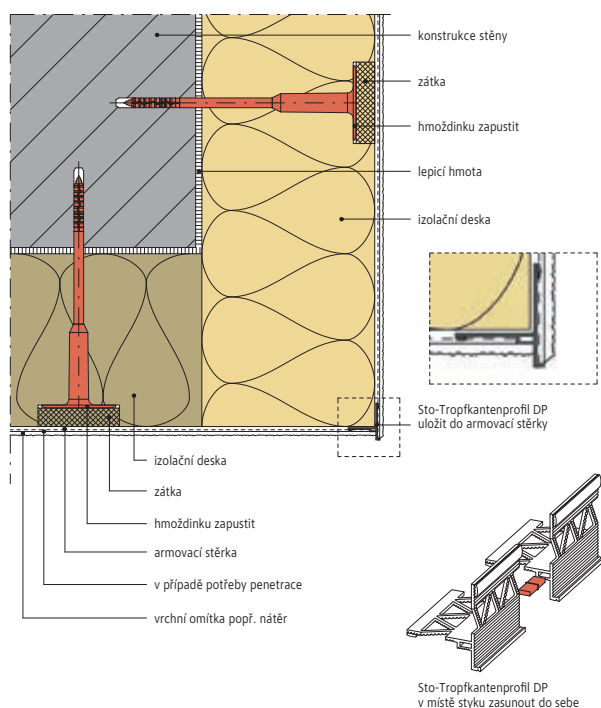 konstrukce stěny
zátka
hmoždinku zapustit
lepicí hmota
izolační deska
Sto-Tropfkantenprofil DP
uložit do armovací stěrky
izolační deska
zátka
hmoždinku zapustit
armovací stěrka
v případě potřeby penetrace
vrchní omítka popř. nátěr
Sto-Tropfkantenprofil DP
v místě styku zasunout do sebe